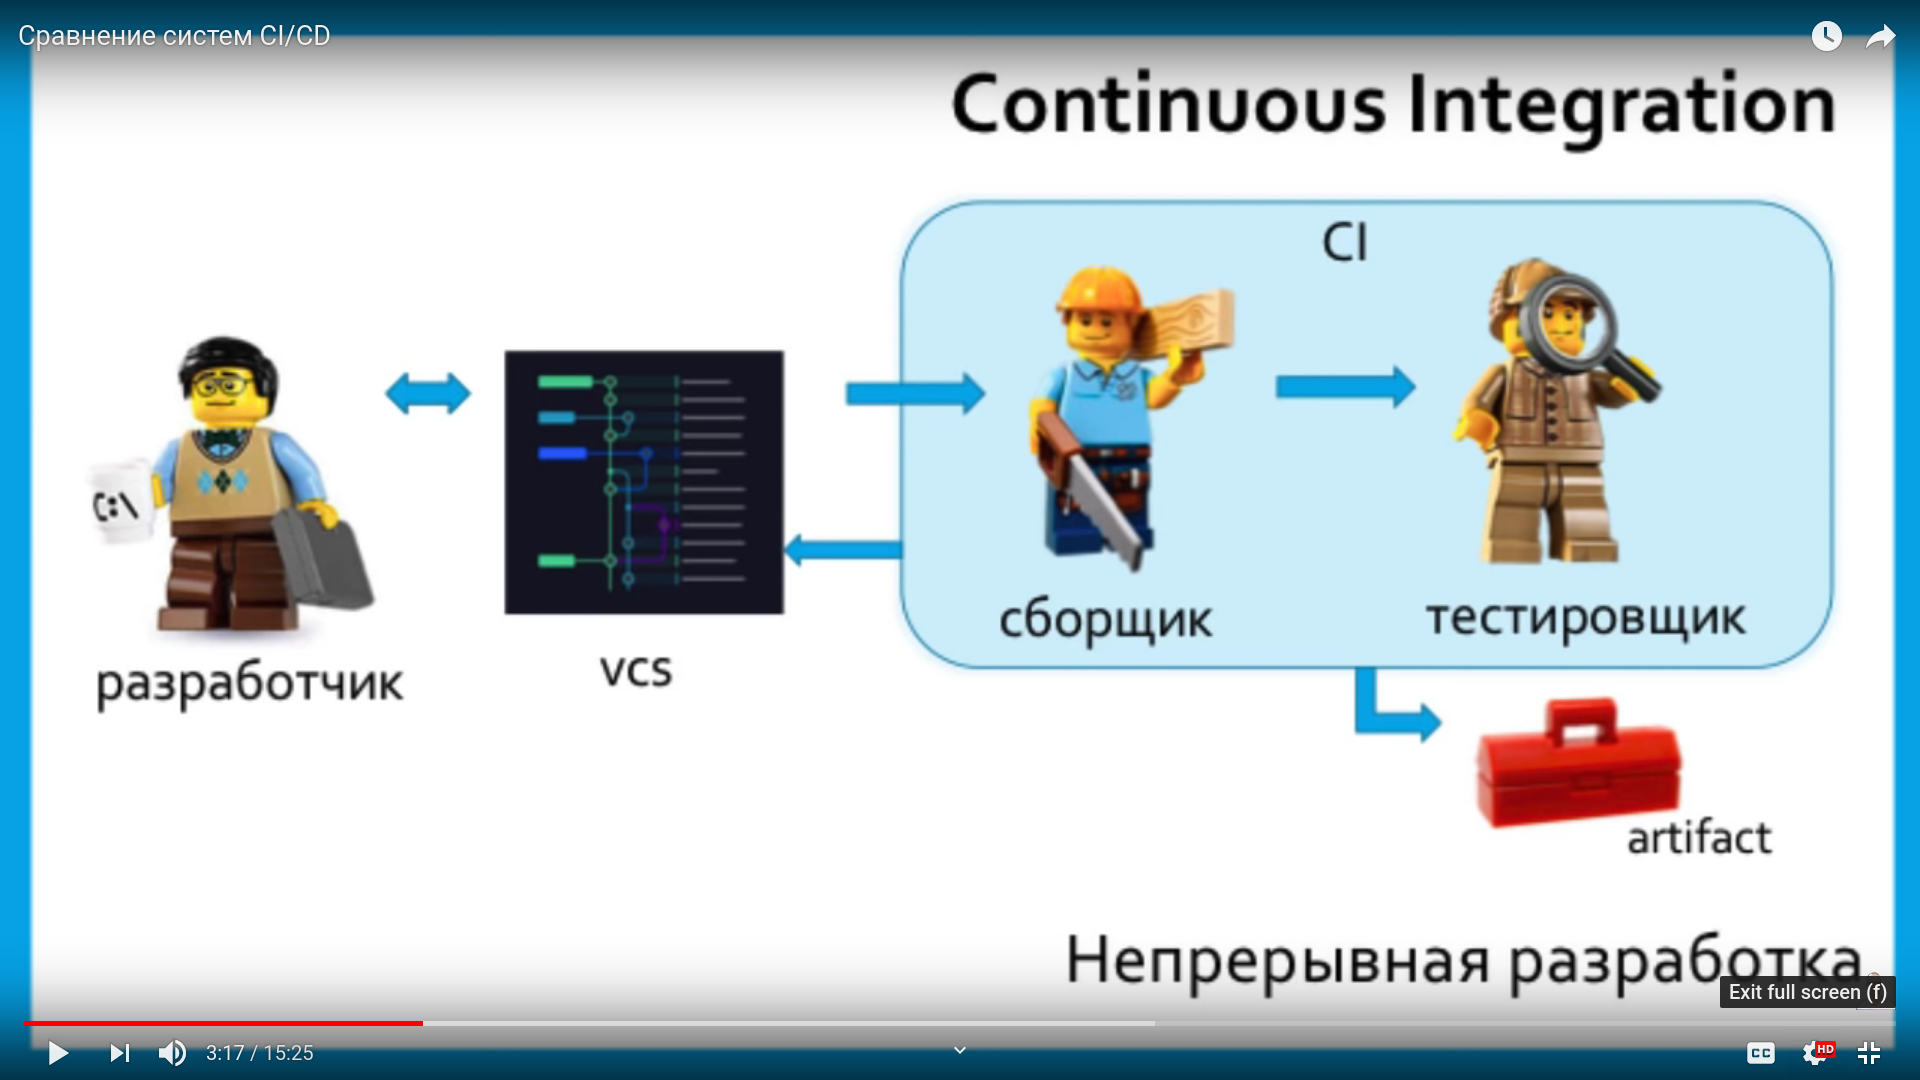 Сравнение систем CI/CD
Continuous Integration
CI
C:\
сборщик
тестировщик
разработчик
vcs
artifact
Непрерывная разработка
Exit full screen (f)
3:17 / 15:25
CC
HD